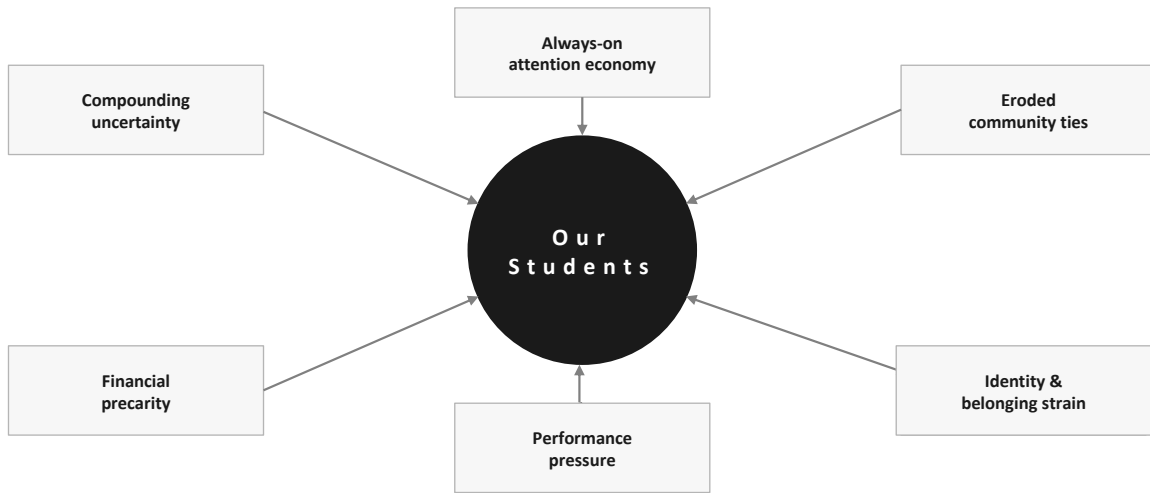 Always-on
attention economy
Compounding
uncertainty
Eroded
community ties
Our
Students
Financial
precarity
Identity &
belonging strain
Performance
pressure